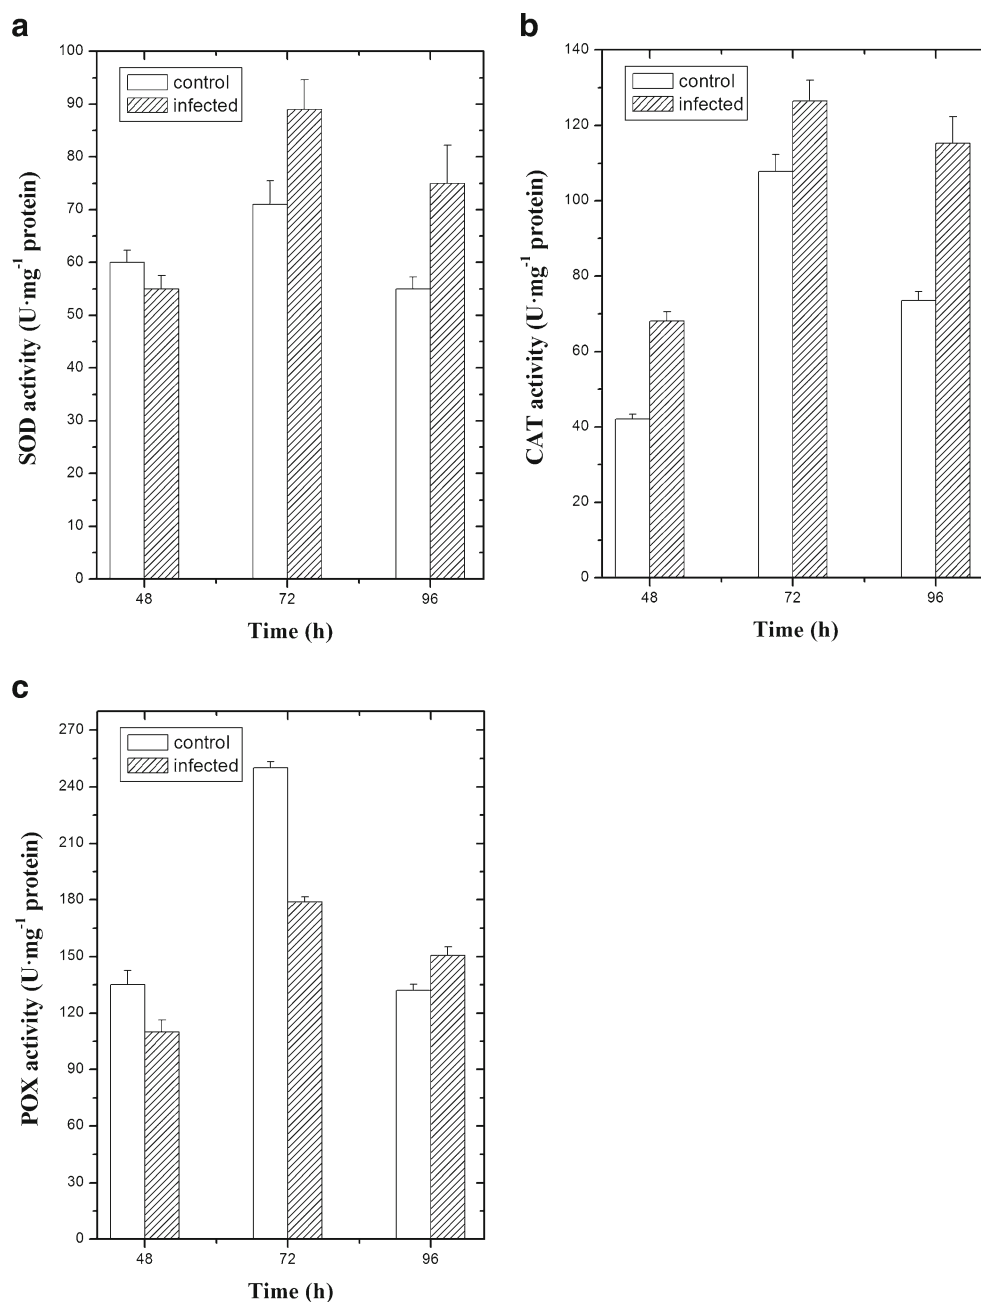 a
100
90
80
70
60
50
40
30
20
10
0
SOD activity (U·mg⁻¹ protein)
control
infected
48 72 96
Time (h)
b
140
120
100
80
60
40
20
0
CAT activity (U·mg⁻¹ protein)
control
infected
48 72 96
Time (h)
c
270
240
210
180
150
120
90
60
30
0
POX activity (U·mg⁻¹ protein)
control
infected
48 72 96
Time (h)